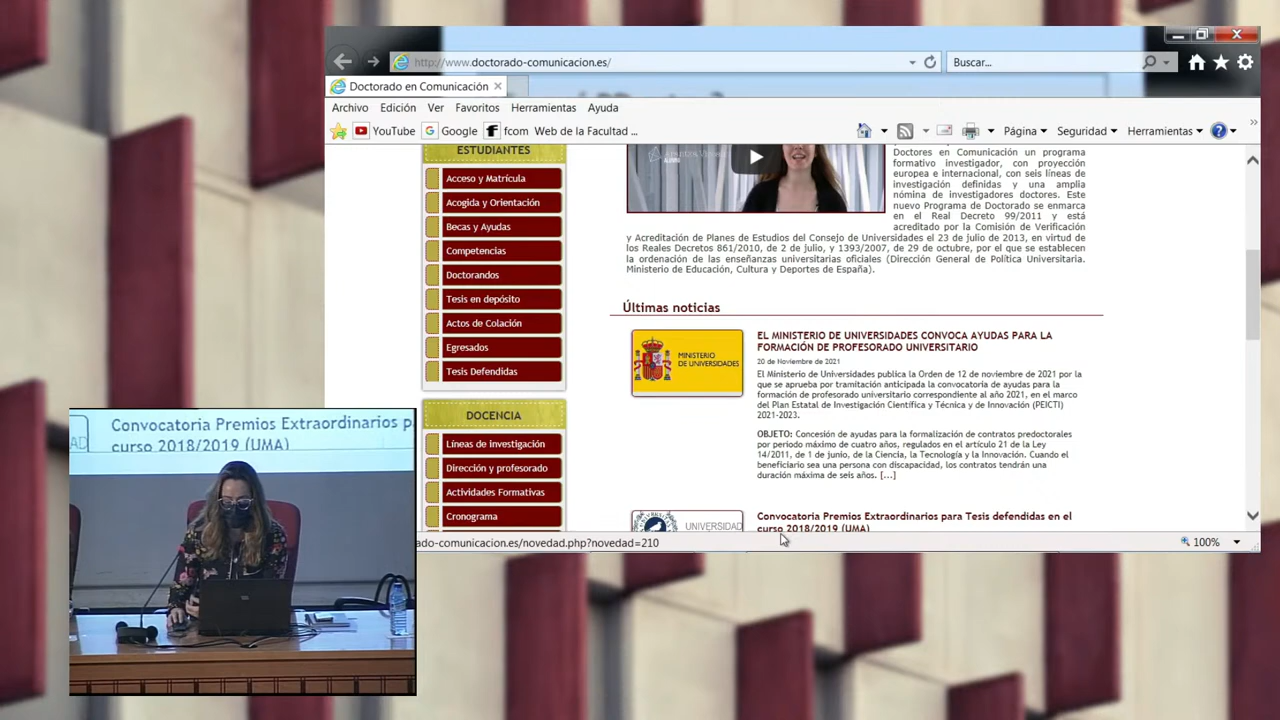 http://www.doctorado-comunicacion.es/
Buscar...
Doctorado en Comunicación
Archivo Edición Ver Favoritos Herramientas Ayuda
YouTube Google fcom Web de la Facultad ...
Página Seguridad Herramientas
ESTUDIANTES
Acceso y Matrícula
Acogida y Orientación
Becas y Ayudas
Competencias
Doctorandos
Tesis en depósito
Actos de Colación
Egresados
Tesis Defendidas
DOCENCIA
Líneas de investigación
Dirección y profesorado
Actividades Formativas
Cronograma
Doctores en Comunicación un programa
formativo investigador, con proyección
europea e internacional, con seis líneas de
investigación definidas y una amplia
nómina de investigadores doctores. Este
nuevo Programa de Doctorado se enmarca
en el Real Decreto 99/2011 y está
acreditado por la Comisión de Verificación
y Acreditación de Planes de Estudios del Consejo de Universidades el 23 de julio de 2013, en virtud de
los Reales Decretos 861/2010, de 2 de julio, y 1393/2007, de 29 de octubre, por el que se establecen
la ordenación de las enseñanzas universitarias oficiales (Dirección General de Política Universitaria.
Ministerio de Educación, Cultura y Deportes de España).
Últimas noticias
MINISTERIO
DE UNIVERSIDADES
EL MINISTERIO DE UNIVERSIDADES CONVOCA AYUDAS PARA LA
FORMACIÓN DE PROFESORADO UNIVERSITARIO
20 de Noviembre de 2021
El Ministerio de Universidades publica la Orden de 12 de noviembre de 2021 por la
que se aprueba por tramitación anticipada la convocatoria de ayudas para la
formación de profesorado universitario correspondiente al año 2021, en el marco
del Plan Estatal de Investigación Científica y Técnica y de Innovación (PEICTI)
2021-2023.
OBJETO: Concesión de ayudas para la formalización de contratos predoctorales
por periodo máximo de cuatro años, regulados en el artículo 21 de la Ley
14/2011, de 1 de junio, de la Ciencia, la Tecnología y la Innovación. Cuando el
beneficiario sea una persona con discapacidad, los contratos tendrán una
duración máxima de seis años. [...]
UNIVERSIDAD
Convocatoria Premios Extraordinarios para Tesis defendidas en el
curso 2018/2019 (UMA)
ado-comunicacion.es/novedad.php?novedad=210
100%
Convocatoria Premios Extraordinarios p
curso 2018/2019 (UMA)